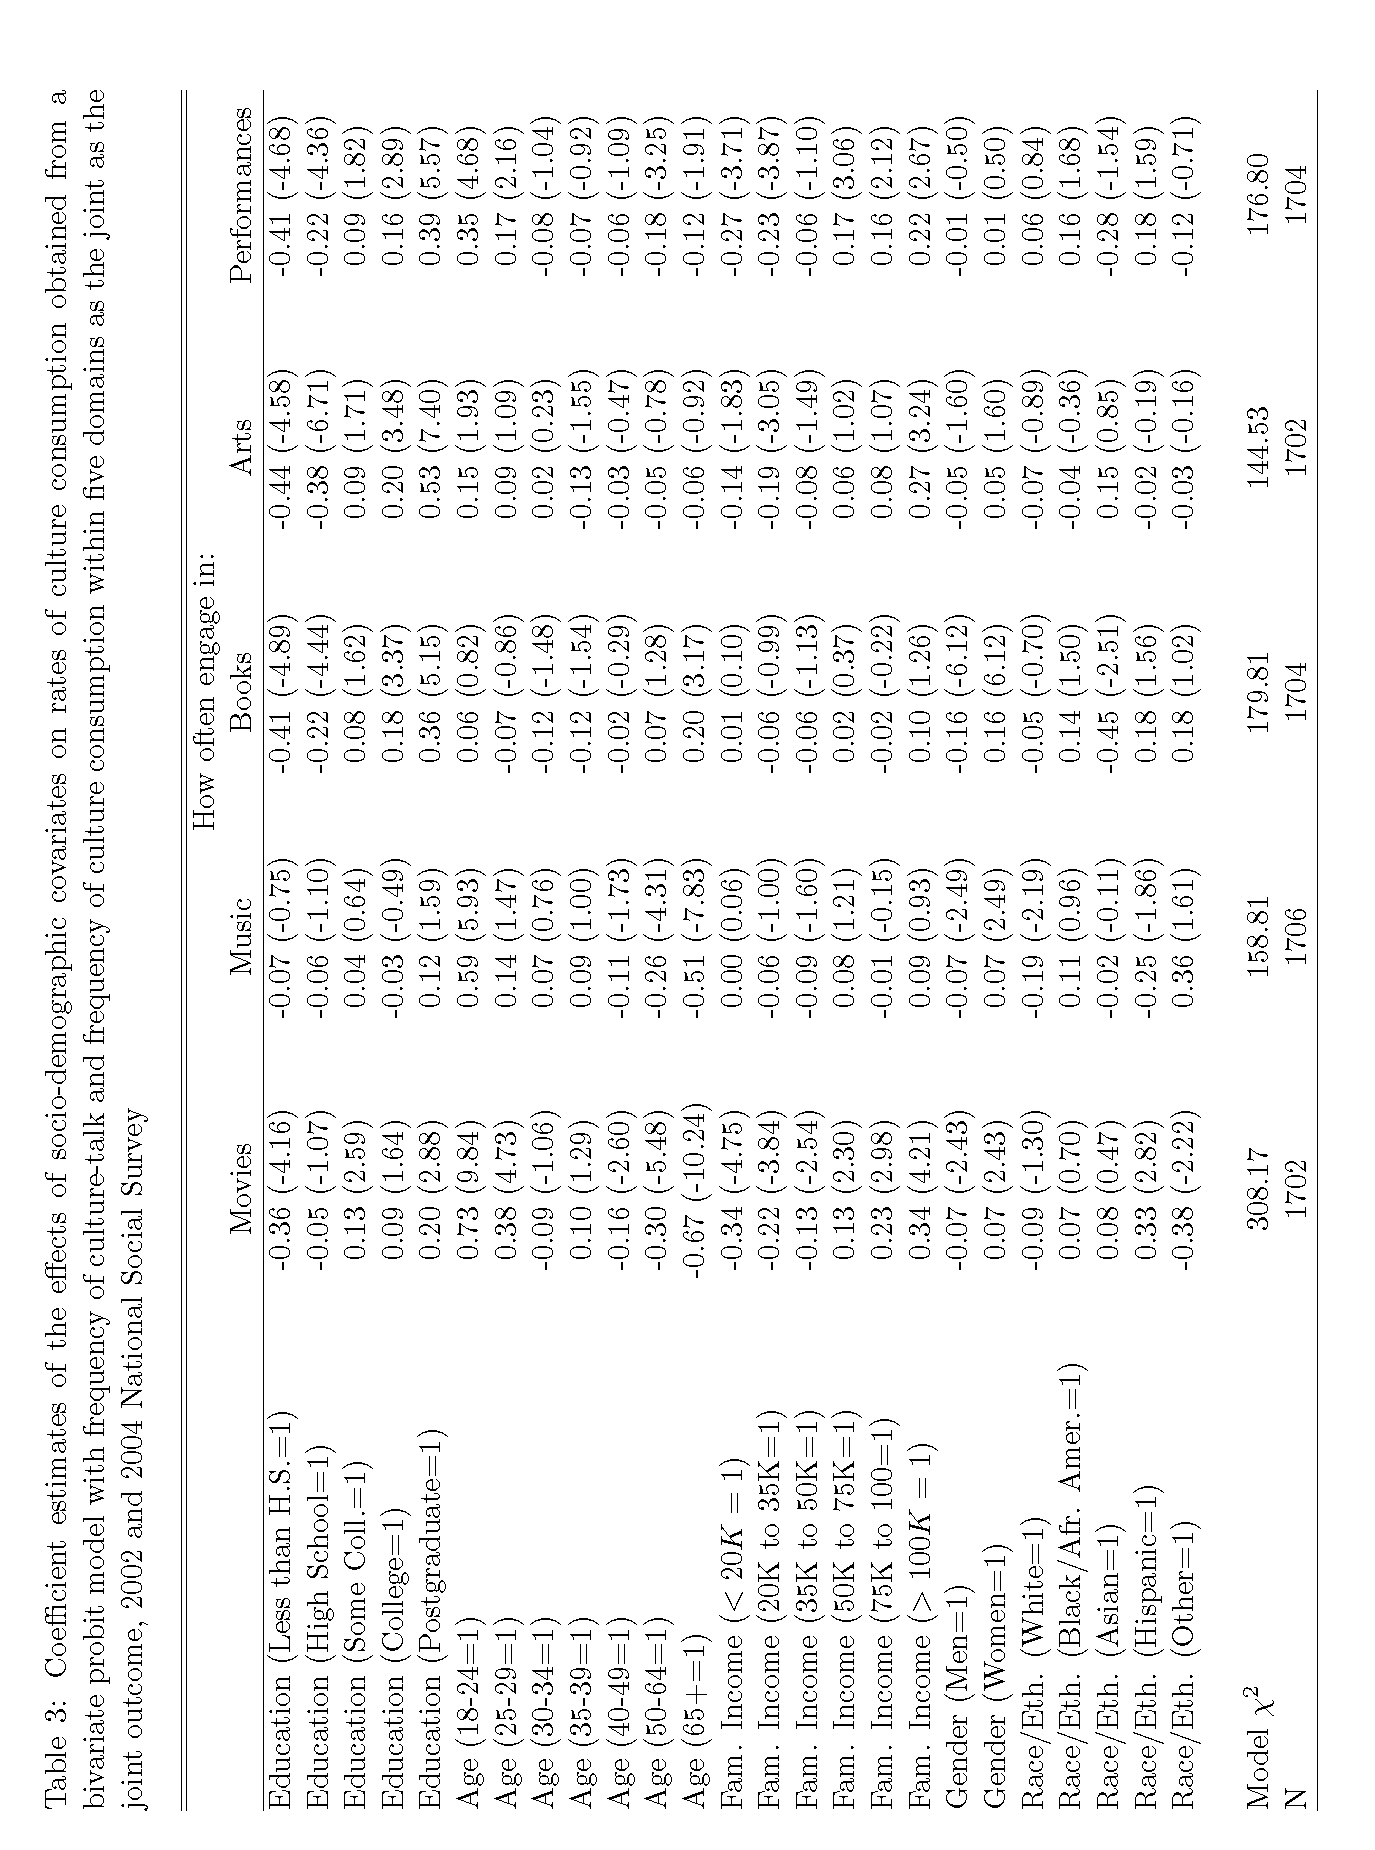 Table 3: Coefficient estimates of the effects of socio-demographic covariates on rates of culture consumption obtained from a
bivariate probit model with frequency of culture-talk and frequency of culture consumption within five domains as the joint as the
joint outcome, 2002 and 2004 National Social Survey
How often engage in:
Movies Music Books Arts Performances
Education (Less than H.S.=1) -0.36 (-4.16) -0.07 (-0.75) -0.41 (-4.89) -0.44 (-4.58) -0.41 (-4.68)
Education (High School=1) -0.05 (-1.07) -0.06 (-1.10) -0.22 (-4.44) -0.38 (-6.71) -0.22 (-4.36)
Education (Some Coll.=1) 0.13 (2.59) 0.04 (0.64) 0.08 (1.62) 0.09 (1.71) 0.09 (1.82)
Education (College=1) 0.09 (1.64) -0.03 (-0.49) 0.18 (3.37) 0.20 (3.48) 0.16 (2.89)
Education (Postgraduate=1) 0.20 (2.88) 0.12 (1.59) 0.36 (5.15) 0.53 (7.40) 0.39 (5.57)
Age (18-24=1) 0.73 (9.84) 0.59 (5.93) 0.06 (0.82) 0.15 (1.93) 0.35 (4.68)
Age (25-29=1) 0.38 (4.73) 0.14 (1.47) -0.07 (-0.86) 0.09 (1.09) 0.17 (2.16)
Age (30-34=1) -0.09 (-1.06) 0.07 (0.76) -0.12 (-1.48) 0.02 (0.23) -0.08 (-1.04)
Age (35-39=1) 0.10 (1.29) 0.09 (1.00) -0.12 (-1.54) -0.13 (-1.55) -0.07 (-0.92)
Age (40-49=1) -0.16 (-2.60) -0.11 (-1.73) -0.02 (-0.29) -0.03 (-0.47) -0.06 (-1.09)
Age (50-64=1) -0.30 (-5.48) -0.26 (-4.31) 0.07 (1.28) -0.05 (-0.78) -0.18 (-3.25)
Age (65+=1) -0.67 (-10.24) -0.51 (-7.83) 0.20 (3.17) -0.06 (-0.92) -0.12 (-1.91)
Fam. Income (< 20K = 1) -0.34 (-4.75) 0.00 (0.06) 0.01 (0.10) -0.14 (-1.83) -0.27 (-3.71)
Fam. Income (20K to 35K=1) -0.22 (-3.84) -0.06 (-1.00) -0.06 (-0.99) -0.19 (-3.05) -0.23 (-3.87)
Fam. Income (35K to 50K=1) -0.13 (-2.54) -0.09 (-1.60) -0.06 (-1.13) -0.08 (-1.49) -0.06 (-1.10)
Fam. Income (50K to 75K=1) 0.13 (2.30) 0.08 (1.21) 0.02 (0.37) 0.06 (1.02) 0.17 (3.06)
Fam. Income (75K to 100=1) 0.23 (2.98) -0.01 (-0.15) -0.02 (-0.22) 0.08 (1.07) 0.16 (2.12)
Fam. Income (> 100K = 1) 0.34 (4.21) 0.09 (0.93) 0.10 (1.26) 0.27 (3.24) 0.22 (2.67)
Gender (Men=1) -0.07 (-2.43) -0.07 (-2.49) -0.16 (-6.12) -0.05 (-1.60) -0.01 (-0.50)
Gender (Women=1) 0.07 (2.43) 0.07 (2.49) 0.16 (6.12) 0.05 (1.60) 0.01 (0.50)
Race/Eth. (White=1) -0.09 (-1.30) -0.19 (-2.19) -0.05 (-0.70) -0.07 (-0.89) 0.06 (0.84)
Race/Eth. (Black/Afr. Amer.=1) 0.07 (0.70) 0.11 (0.96) 0.14 (1.50) -0.04 (-0.36) 0.16 (1.68)
Race/Eth. (Asian=1) 0.08 (0.47) -0.02 (-0.11) -0.45 (-2.51) 0.15 (0.85) -0.28 (-1.54)
Race/Eth. (Hispanic=1) 0.33 (2.82) -0.25 (-1.86) 0.18 (1.56) -0.02 (-0.19) 0.18 (1.59)
Race/Eth. (Other=1) -0.38 (-2.22) 0.36 (1.61) 0.18 (1.02) -0.03 (-0.16) -0.12 (-0.71)
Model χ² 308.17 158.81 179.81 144.53 176.80
N 1702 1706 1704 1702 1704